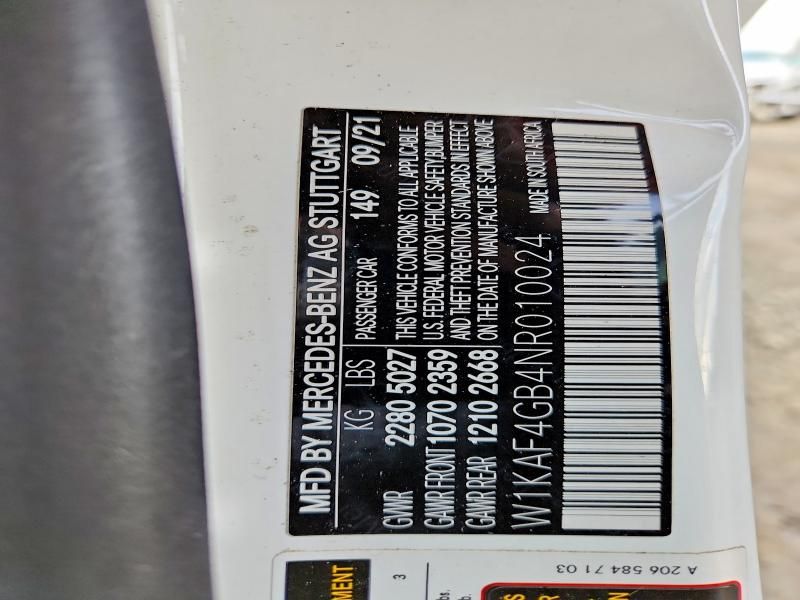 MFD BY MERCEDES-BENZ AG STUTTGART
KG LBS PASSENGER CAR 149 09/21
GVWR 2280 5027 THIS VEHICLE CONFORMS TO ALL APPLICABLE
GAWR FRONT 1070 2359 U.S. FEDERAL MOTOR VEHICLE SAFETY, BUMPER,
GAWR REAR 1210 2668 AND THEFT PREVENTION STANDARDS IN EFFECT
ON THE DATE OF MANUFACTURE SHOWN ABOVE
W1KAF4GB4NR010024 MADE IN SOUTH AFRICA
A 206 584 71 03
3